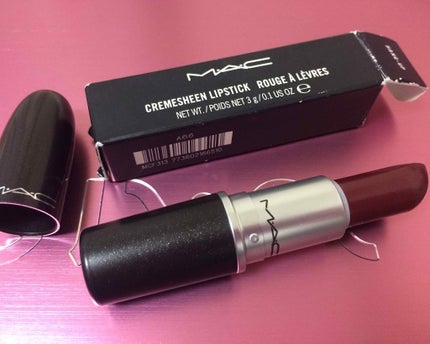 MAC
CREMESHEEN LIPSTICK ROUGE À LÈVRES
NET WT. / POIDS NET 3 g / 0.1 US OZ ℮
A66
MAC
MAC